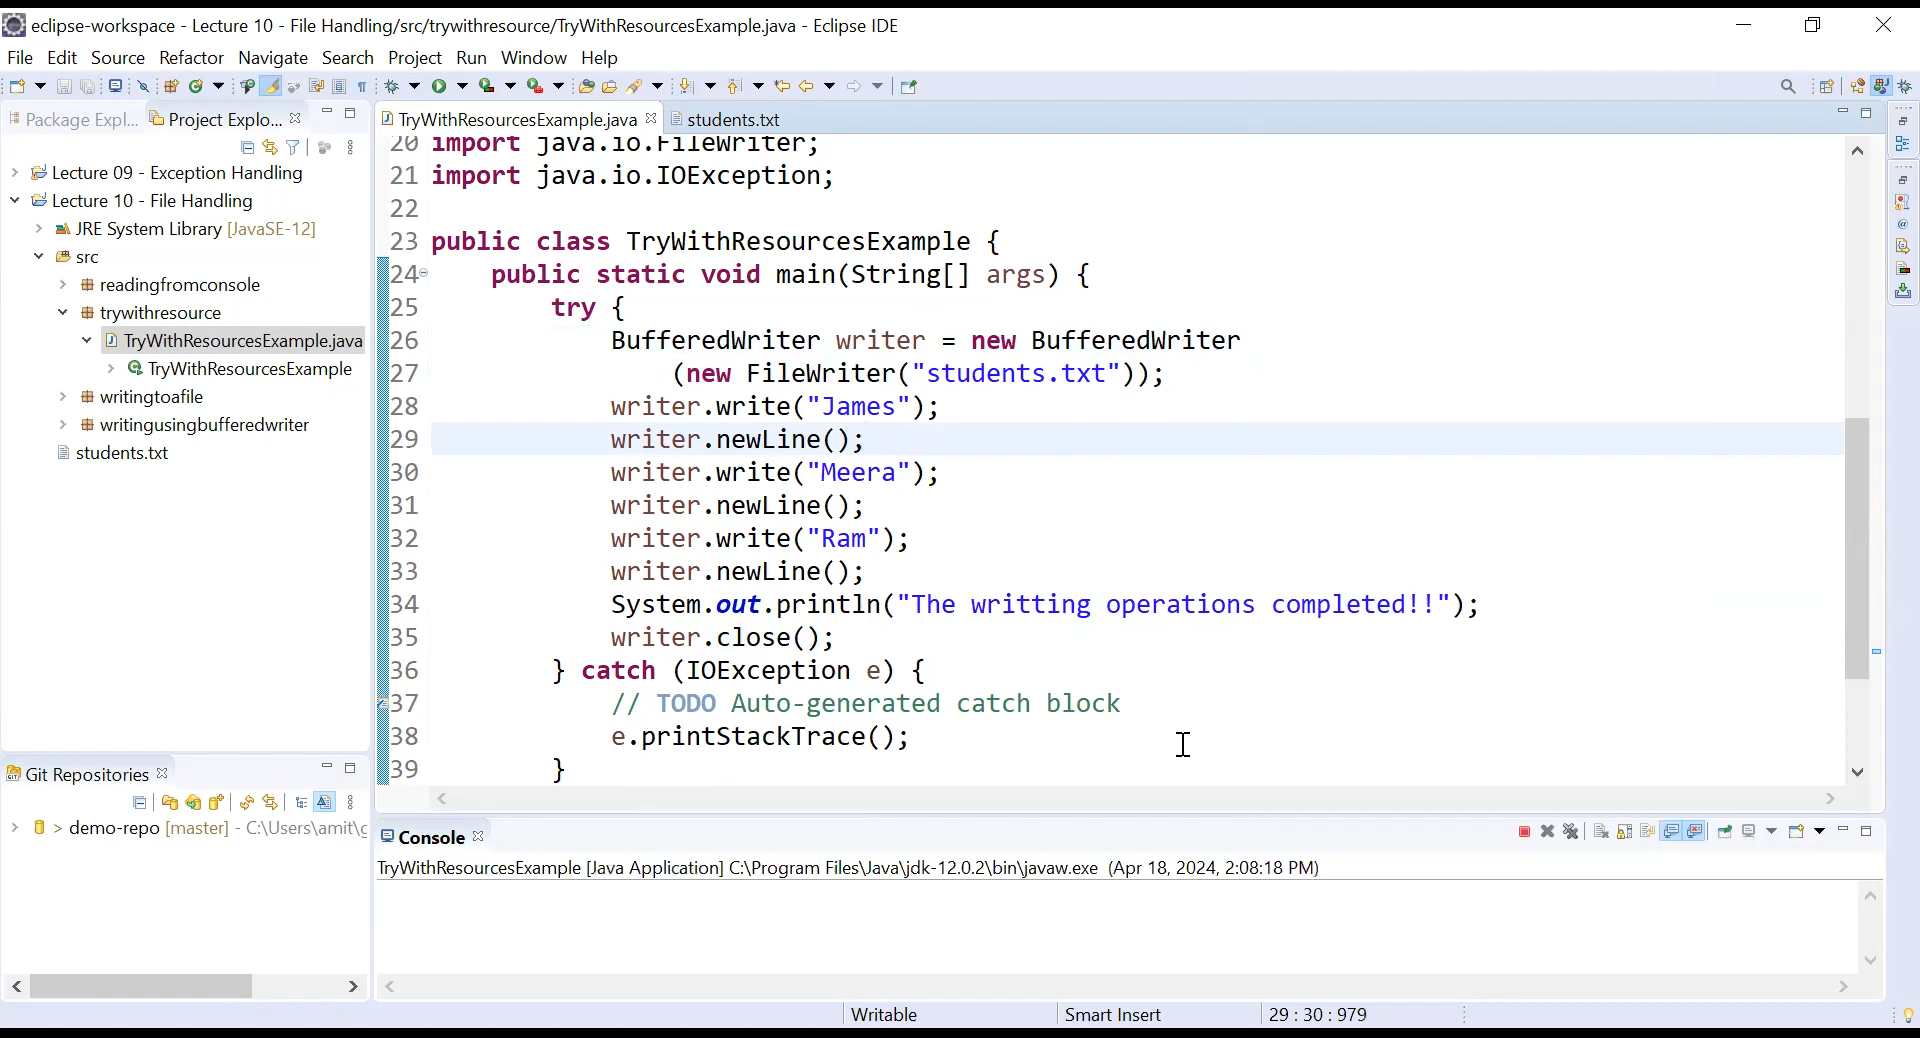 eclipse-workspace - Lecture 10 - File Handling/src/trywithresource/TryWithResourcesExample.java - Eclipse IDE
File Edit Source Refactor Navigate Search Project Run Window Help
Package Expl... Project Explo...
Lecture 09 - Exception Handling
Lecture 10 - File Handling
JRE System Library [JavaSE-12]
src
readingfromconsole
trywithresource
TryWithResourcesExample.java
TryWithResourcesExample
writingtoafile
writingusingbufferedwriter
students.txt
Git Repositories
> demo-repo [master] - C:\Users\amit\g
TryWithResourcesExample.java students.txt
20 import java.io.FileWriter;
21 import java.io.IOException;
22
23 public class TryWithResourcesExample {
24 public static void main(String[] args) {
25 try {
26 BufferedWriter writer = new BufferedWriter
27 (new FileWriter("students.txt"));
28 writer.write("James");
29 writer.newLine();
30 writer.write("Meera");
31 writer.newLine();
32 writer.write("Ram");
33 writer.newLine();
34 System.out.println("The writting operations completed!!");
35 writer.close();
36 } catch (IOException e) {
37 // TODO Auto-generated catch block
38 e.printStackTrace();
39 }
Console
TryWithResourcesExample [Java Application] C:\Program Files\Java\jdk-12.0.2\bin\javaw.exe (Apr 18, 2024, 2:08:18 PM)
Writable Smart Insert 29 : 30 : 979